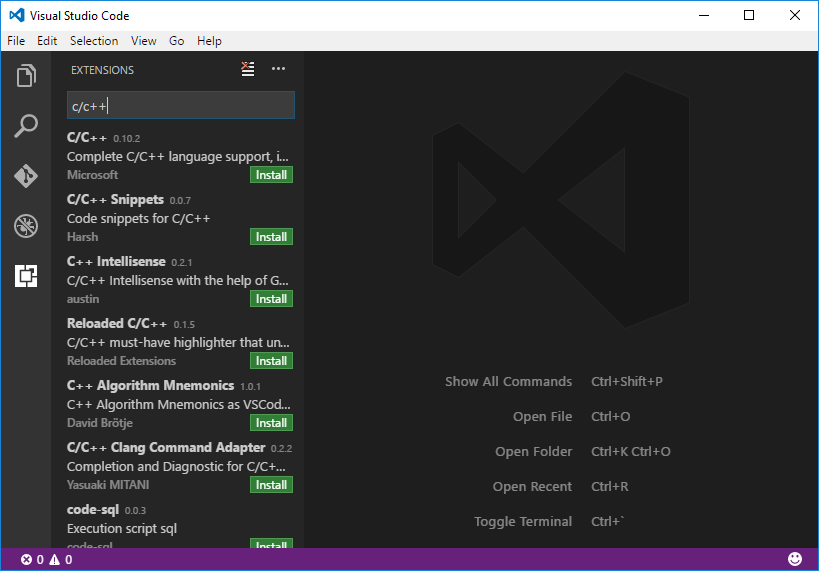 Visual Studio Code
File Edit Selection View Go Help
EXTENSIONS
c/c++
C/C++ 0.10.2
Complete C/C++ language support, i...
Microsoft Install
C/C++ Snippets 0.0.7
Code snippets for C/C++
Harsh Install
C++ Intellisense 0.2.1
C/C++ Intellisense with the help of G...
austin Install
Reloaded C/C++ 0.1.5
C/C++ must-have highlighter that un...
Reloaded Extensions Install
C++ Algorithm Mnemonics 1.0.1
C++ Algorithm Mnemonics as VSCod...
David Brötje Install
C/C++ Clang Command Adapter 0.2.2
Completion and Diagnostic for C/C+...
Yasuaki MITANI Install
code-sql 0.0.3
Execution script sql
code-sql Install
Show All Commands Ctrl+Shift+P
Open File Ctrl+O
Open Folder Ctrl+K Ctrl+O
Open Recent Ctrl+R
Toggle Terminal Ctrl+`
0 0